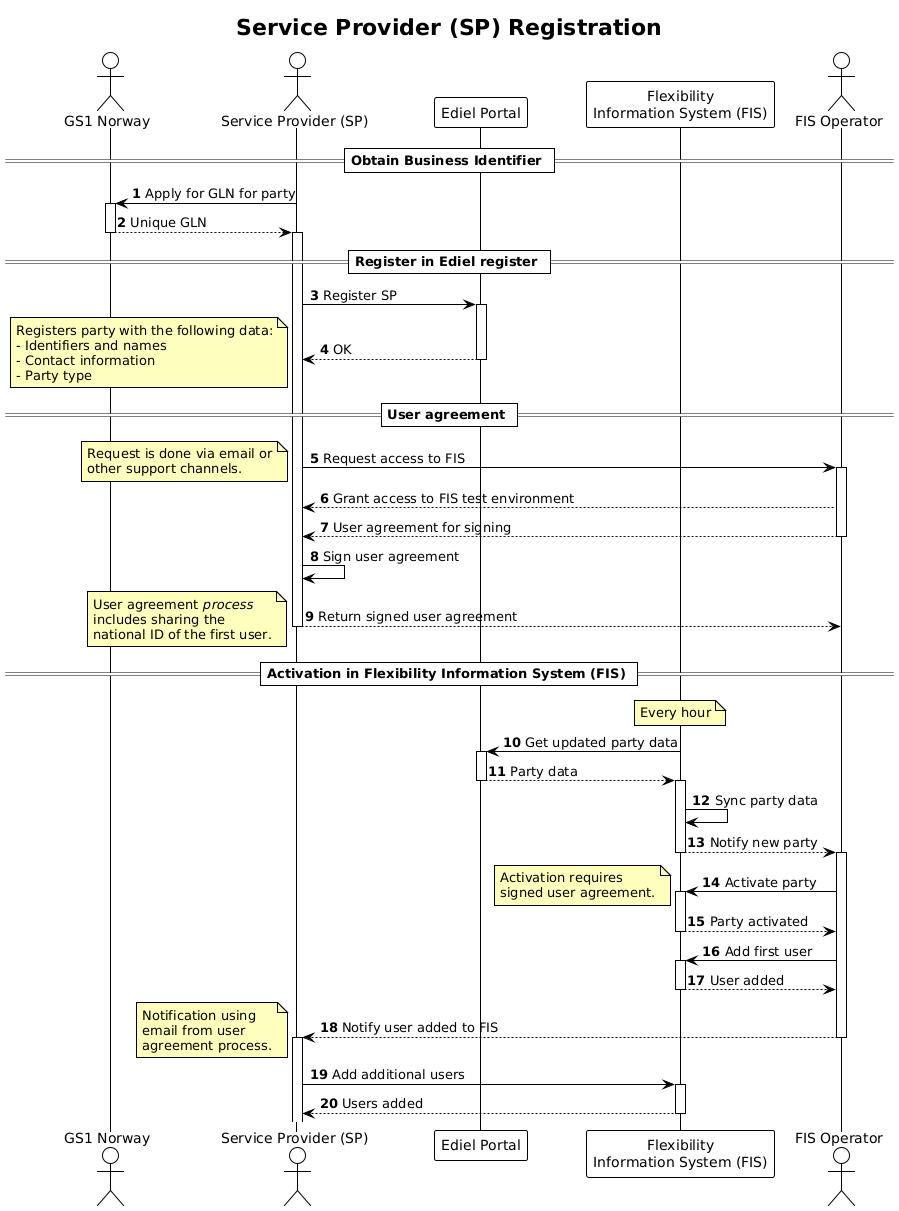 Service Provider (SP) Registration
GS1 Norway
Service Provider (SP)
Ediel Portal
Flexibility
Information System (FIS)
FIS Operator
Obtain Business Identifier
1 Apply for GLN for party
2 Unique GLN
Register in Ediel register
3 Register SP
Registers party with the following data:
- Identifiers and names
- Contact information
- Party type
4 OK
User agreement
Request is done via email or
other support channels.
5 Request access to FIS
6 Grant access to FIS test environment
7 User agreement for signing
8 Sign user agreement
User agreement process
includes sharing the
national ID of the first user.
9 Return signed user agreement
Activation in Flexibility Information System (FIS)
Every hour
10 Get updated party data
11 Party data
12 Sync party data
13 Notify new party
Activation requires
signed user agreement.
14 Activate party
15 Party activated
16 Add first user
17 User added
Notification using
email from user
agreement process.
18 Notify user added to FIS
19 Add additional users
20 Users added
GS1 Norway
Service Provider (SP)
Ediel Portal
Flexibility
Information System (FIS)
FIS Operator